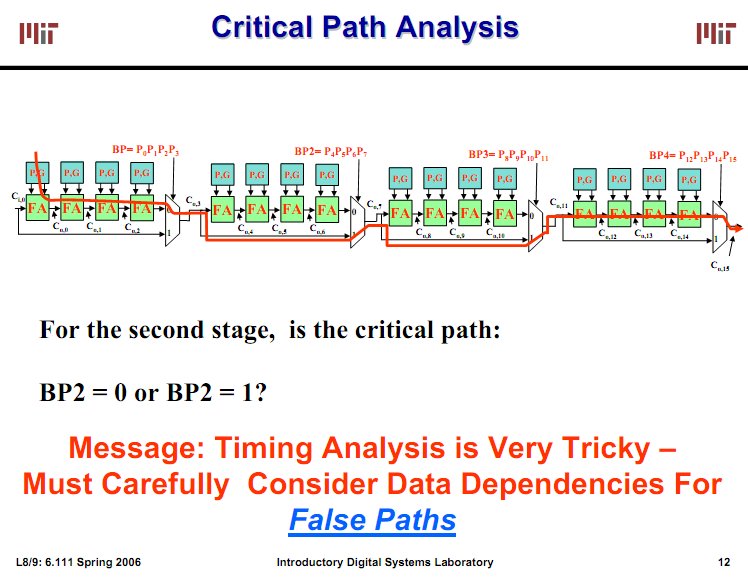 MIT
Critical Path Analysis
MIT
BP= P0P1P2P3
BP2= P4P5P6P7
BP3= P8P9P10P11
BP4= P12P13P14P15
P,G P,G P,G P,G
P,G P,G P,G P,G
P,G P,G P,G P,G
P,G P,G P,G P,G
Ci,0
FA FA FA FA
0
1
Co,0 Co,1 Co,2
Co,3
FA FA FA FA
0
Co,4 Co,5 Co,6
Co,7
FA FA FA FA
0
Co,8 Co,9 Co,10
Co,11
FA FA FA FA
1
Co,12 Co,13 Co,14
Co,15
For the second stage, is the critical path:
BP2 = 0 or BP2 = 1?
Message: Timing Analysis is Very Tricky –
Must Carefully Consider Data Dependencies For
False Paths
L8/9: 6.111 Spring 2006
Introductory Digital Systems Laboratory
12